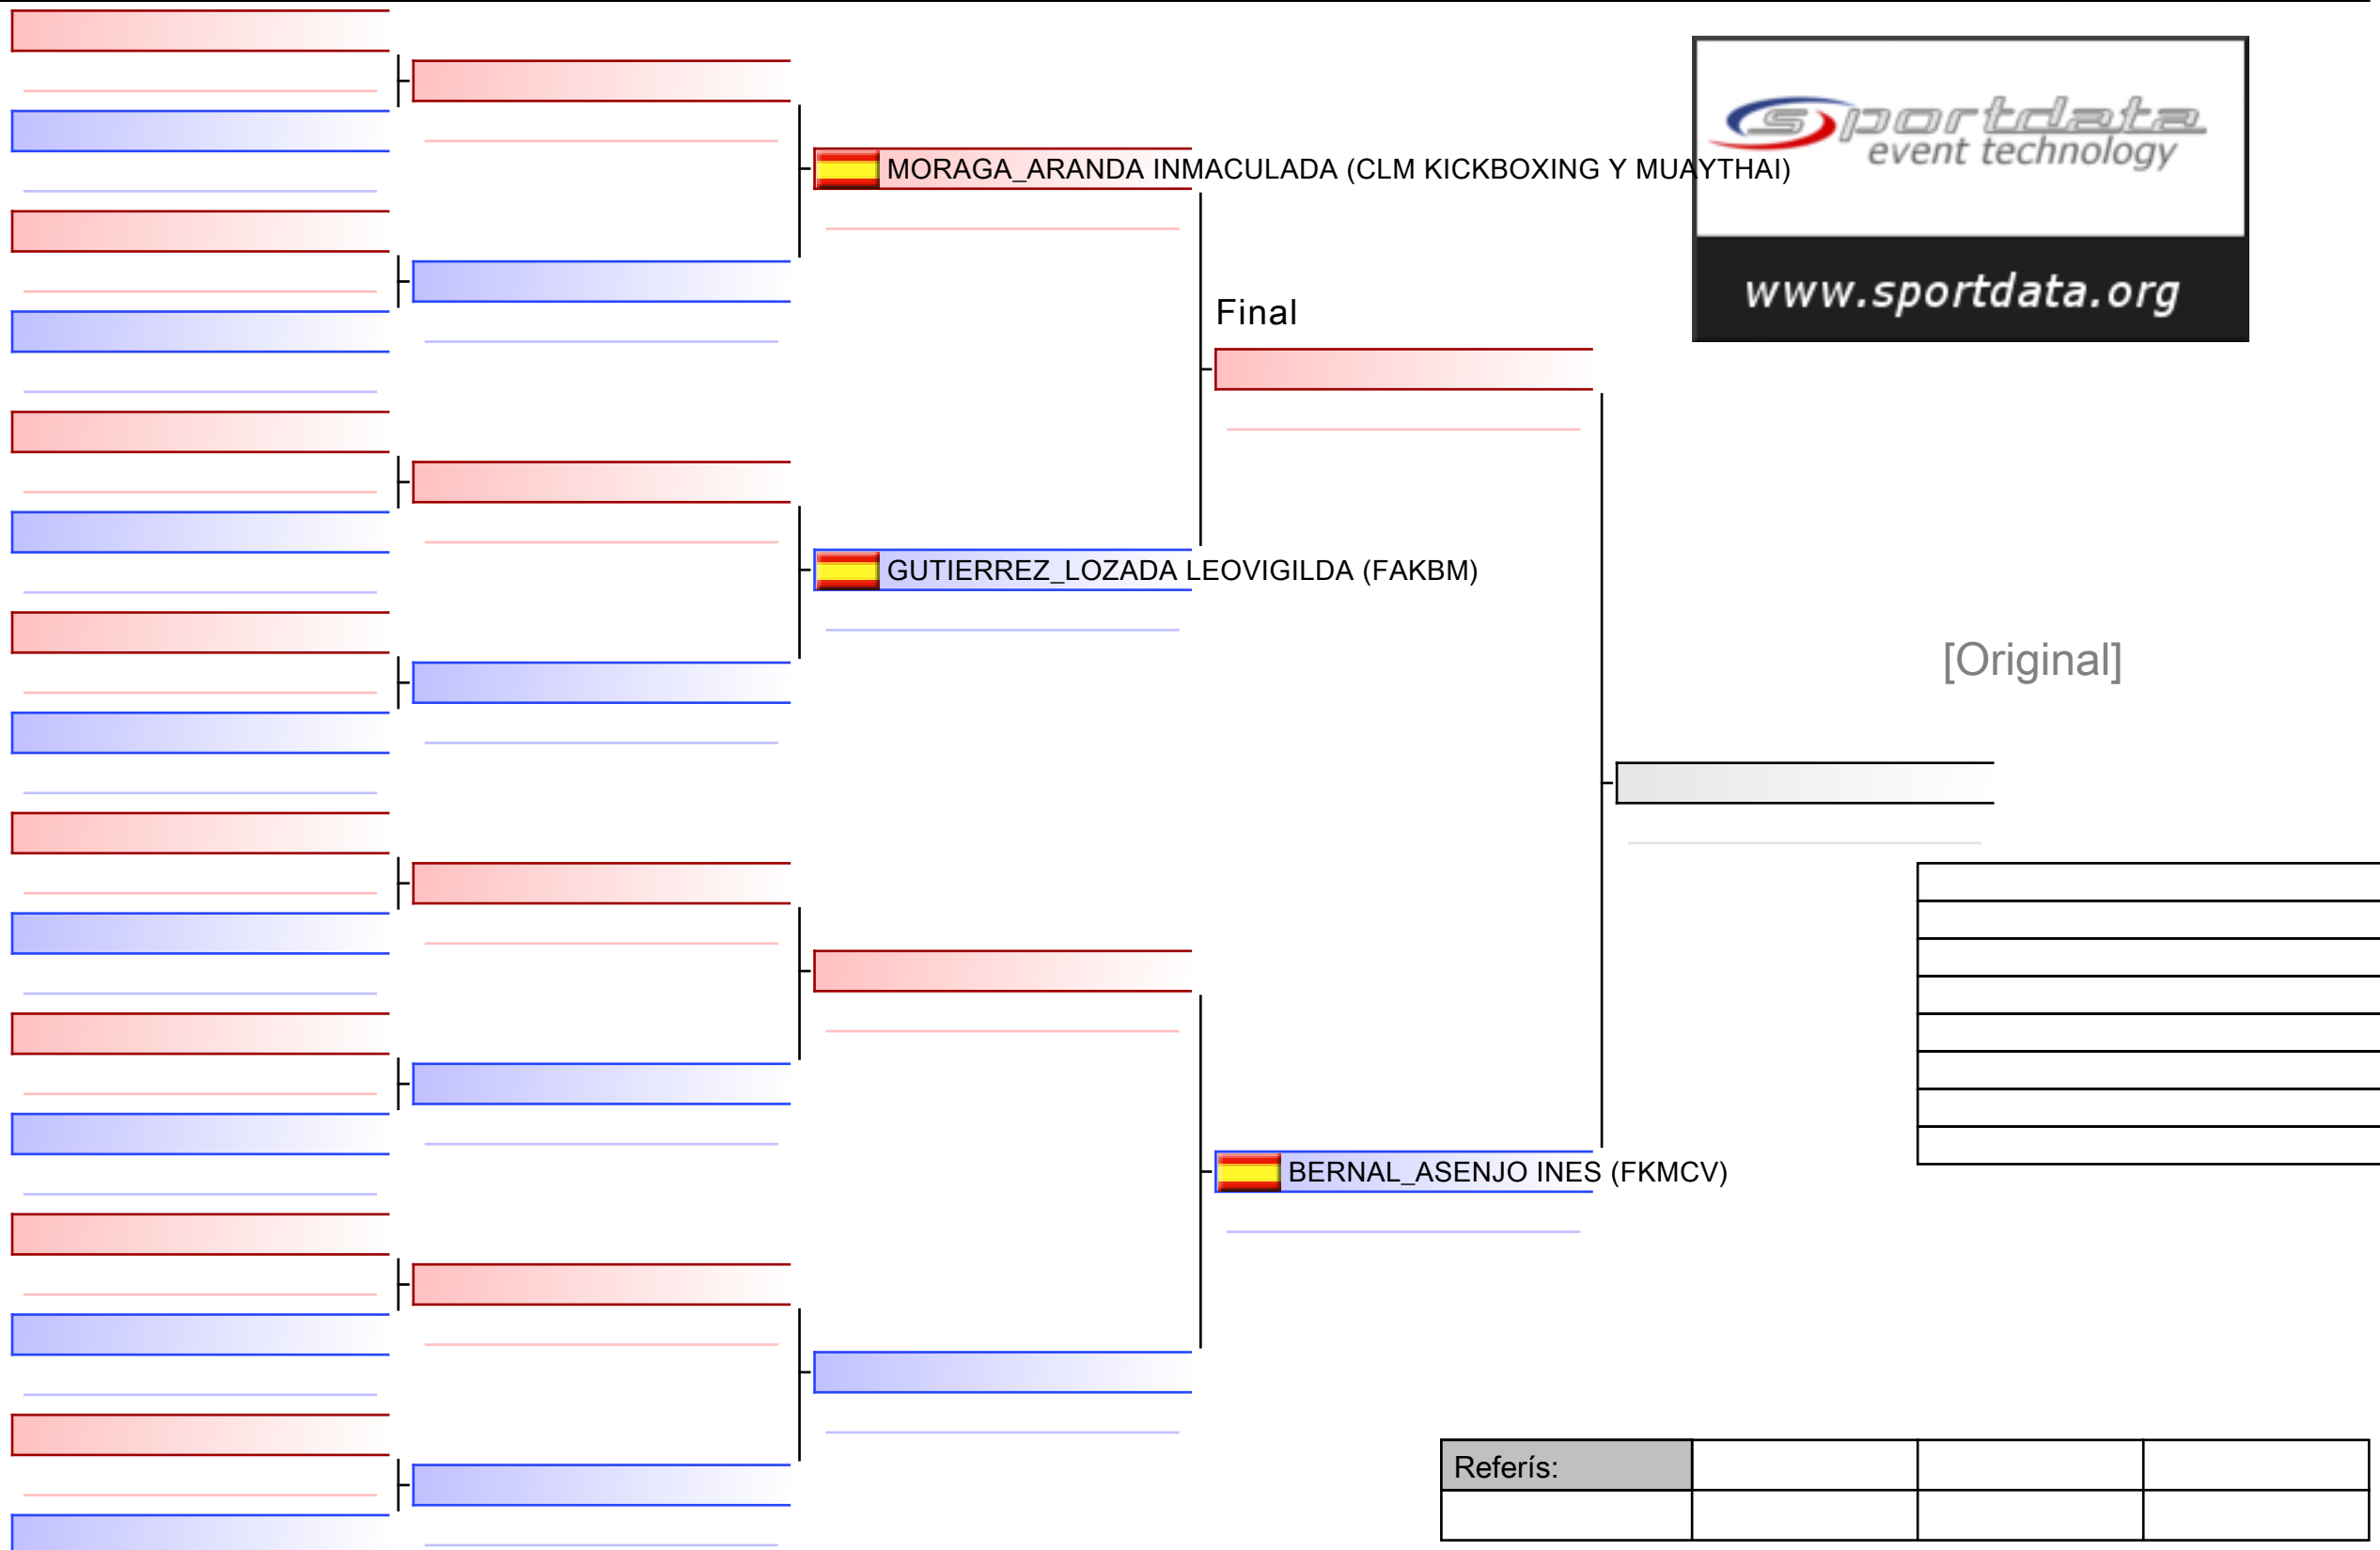 sportdata
event technology
MORAGA_ARANDA INMACULADA (CLM KICKBOXING Y MUAYTHAI)
www.sportdata.org
Final
GUTIERREZ_LOZADA LEOVIGILDA (FAKBM)
[Original]
BERNAL_ASENJO INES (FKMCV)
Referís: